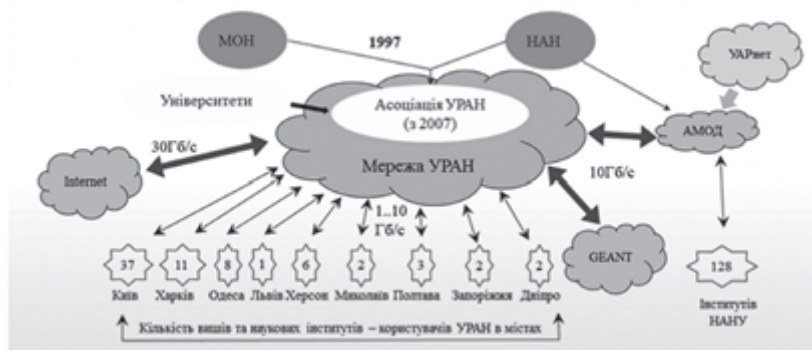 МОН
1997
НАН
УАРнет
Університети
Асоціація УРАН
(з 2007)
АМОД
30Гб/с
Мережа УРАН
10Гб/с
Internet
1..10
Гб/с
GEANT
37
11
8
1
6
2
3
2
2
128
Київ
Харків
Одеса
Львів
Херсон
Миколаїв
Полтава
Запоріжжя
Дніпро
Інститутів
НАНУ
Кількість вишів та наукових інститутів – користувачів УРАН в містах